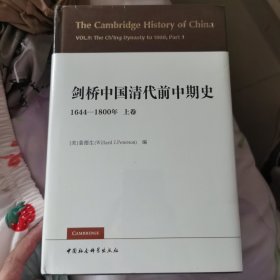 The Cambridge History of China
VOL.9: The Ch'ing Dynasty to 1800, Part 1
剑桥中国清代前中期史
1644—1800年 上卷
[美]裴德生(Willard J.Peterson) 编
CAMBRIDGE
中国社会科学出版社